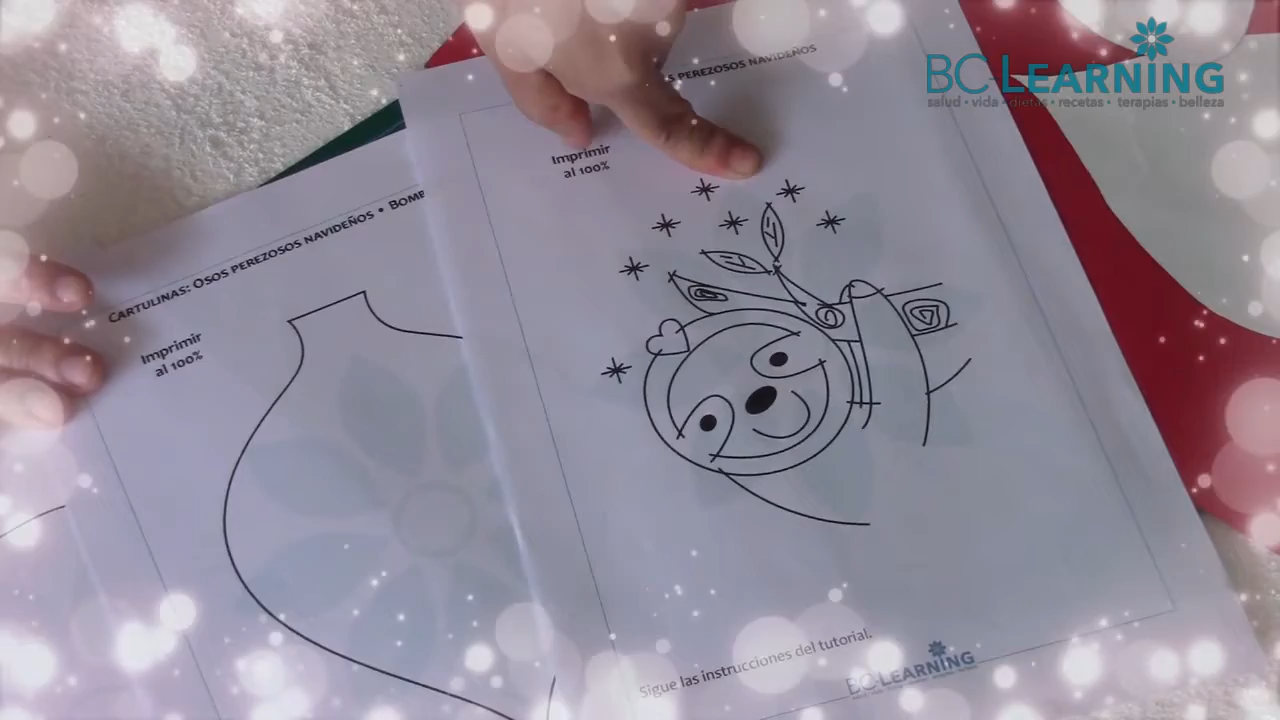 BC LEARNING
salud • vida • dietas • recetas • terapias • belleza
PEREZOSOS NAVIDEÑOS
Imprimir
al 100%
CARTULINAS: OSOS PEREZOSOS NAVIDEÑOS •
Imprimir
al 100%
Sigue las instrucciones del tutorial.
BC LEARNING